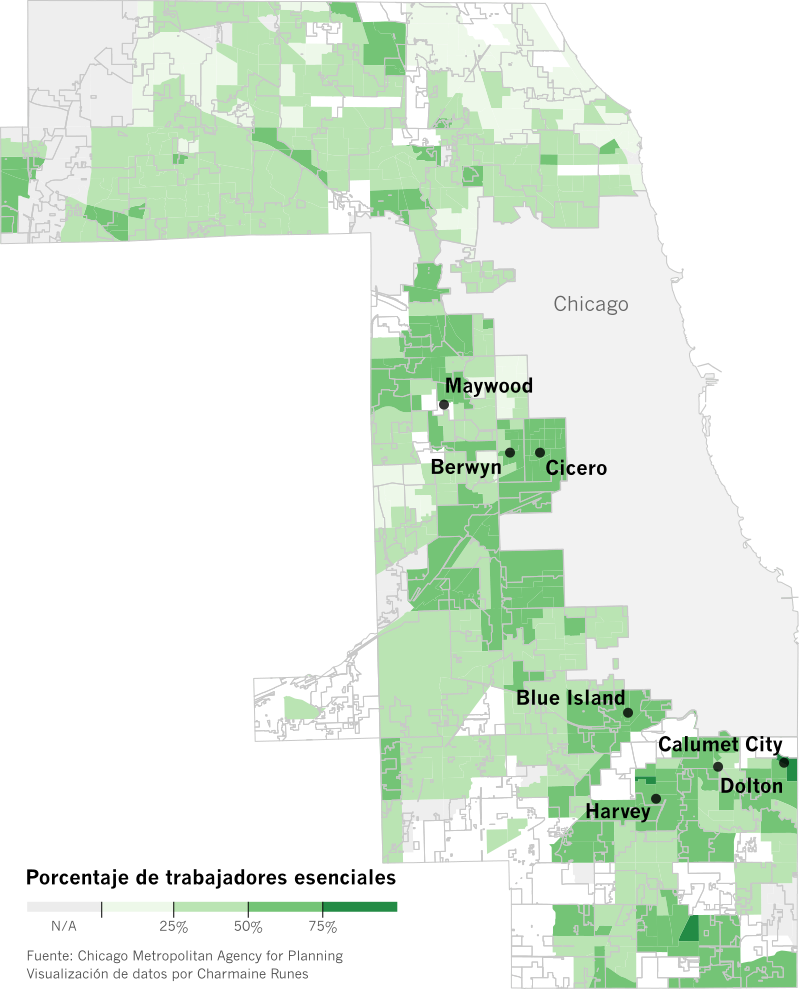 Chicago
Maywood
Berwyn
Cicero
Blue Island
Calumet City
Dolton
Harvey
Porcentaje de trabajadores esenciales
N/A 25% 50% 75%
Fuente: Chicago Metropolitan Agency for Planning
Visualización de datos por Charmaine Runes